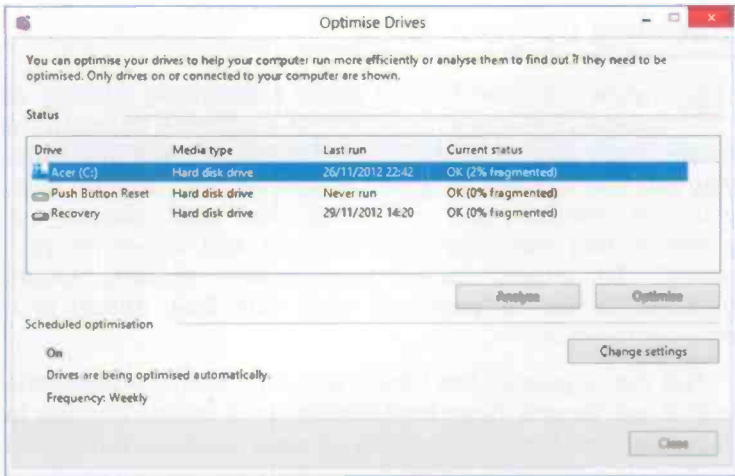 Optimise Drives
You can optimise your drives to help your computer run more efficiently or analyse them to find out if they need to be
optimised. Only drives on or connected to your computer are shown.
Status
Drive Media type Last run Current status
Acer (C:) Hard disk drive 26/11/2012 22:42 OK (2% fragmented)
Push Button Reset Hard disk drive Never run OK (0% fragmented)
Recovery Hard disk drive 29/11/2012 14:20 OK (0% fragmented)
Analyse Optimise
Scheduled optimisation
On Change settings
Drives are being optimised automatically.
Frequency: Weekly
Close